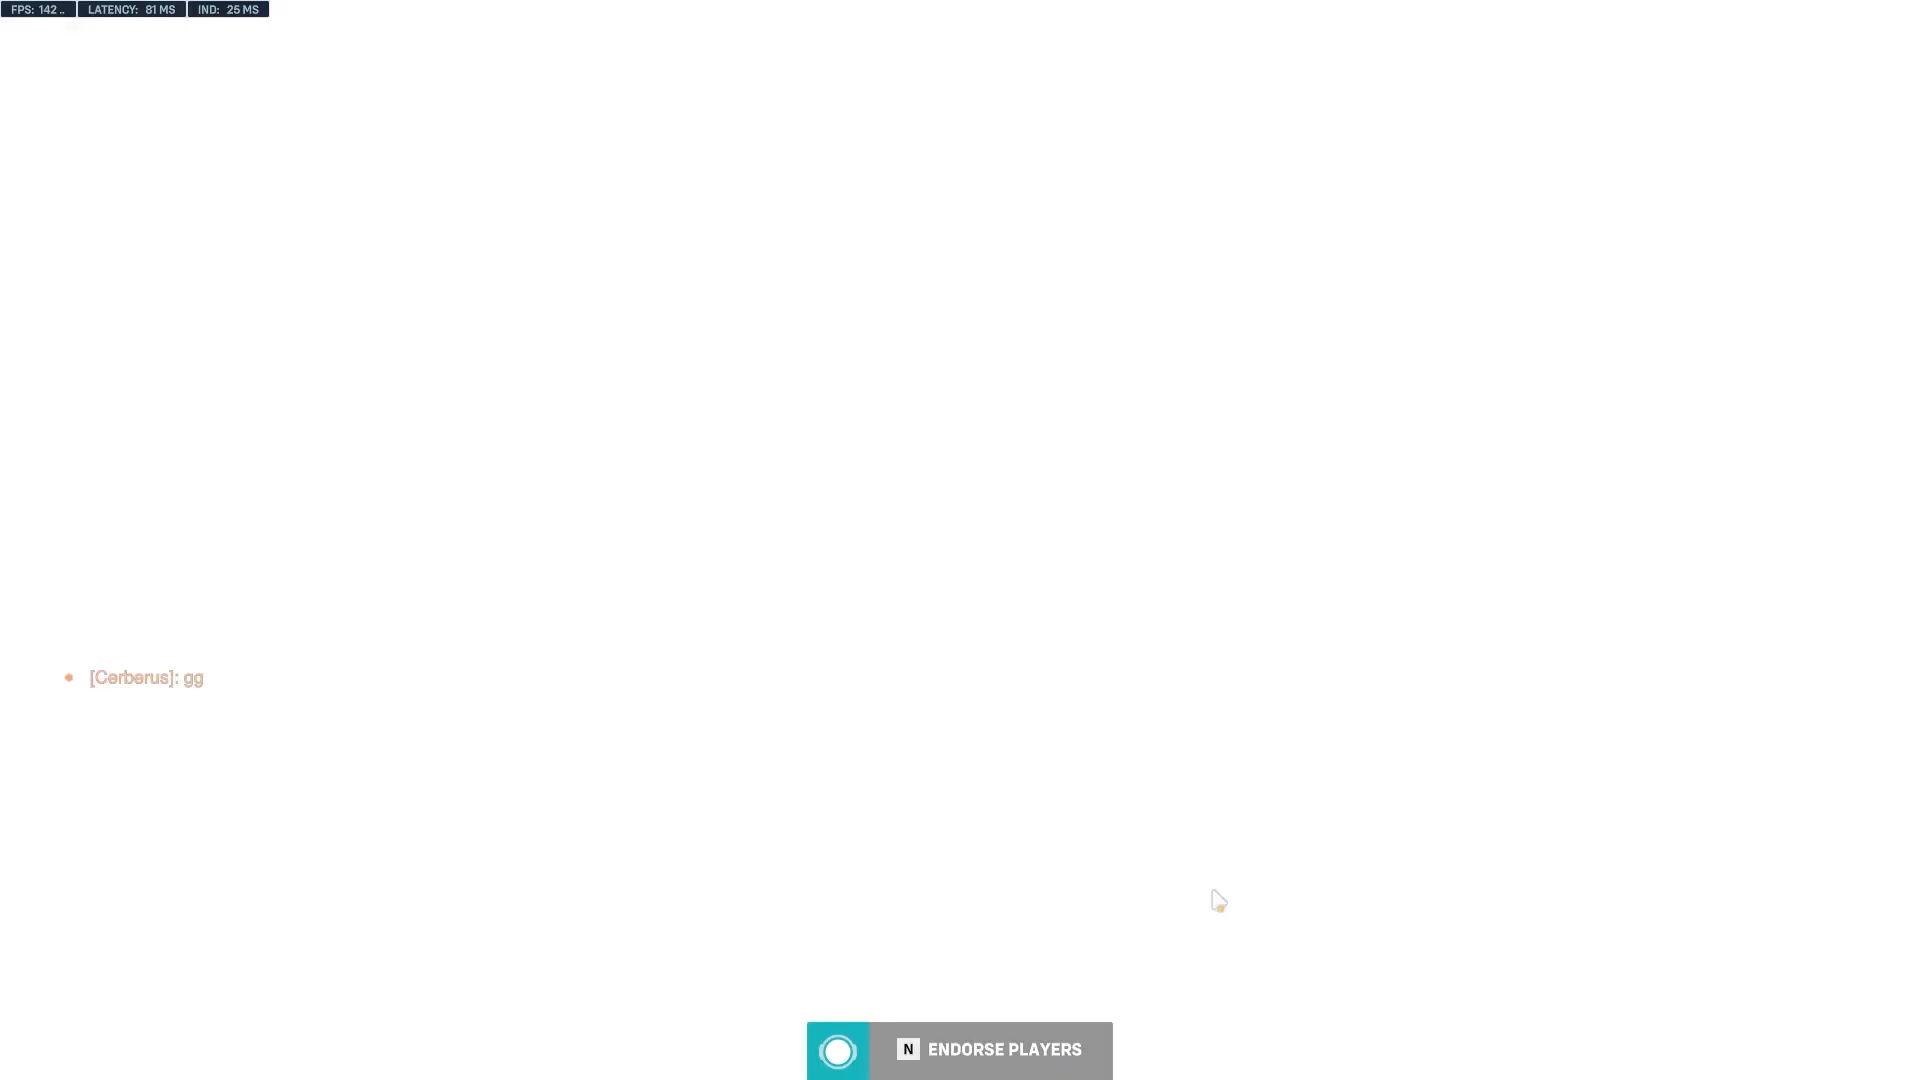 FPS: 142 .. LATENCY: 81 MS IND: 25 MS
[Cerberus]: gg
N ENDORSE PLAYERS